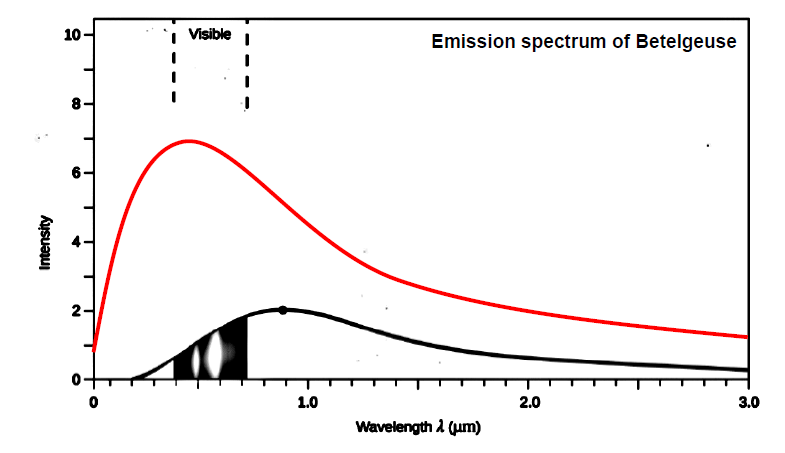 Visible
Emission spectrum of Betelgeuse
10
8
6
4
2
0
Intensity
0 1.0 2.0 3.0
Wavelength λ (μm)